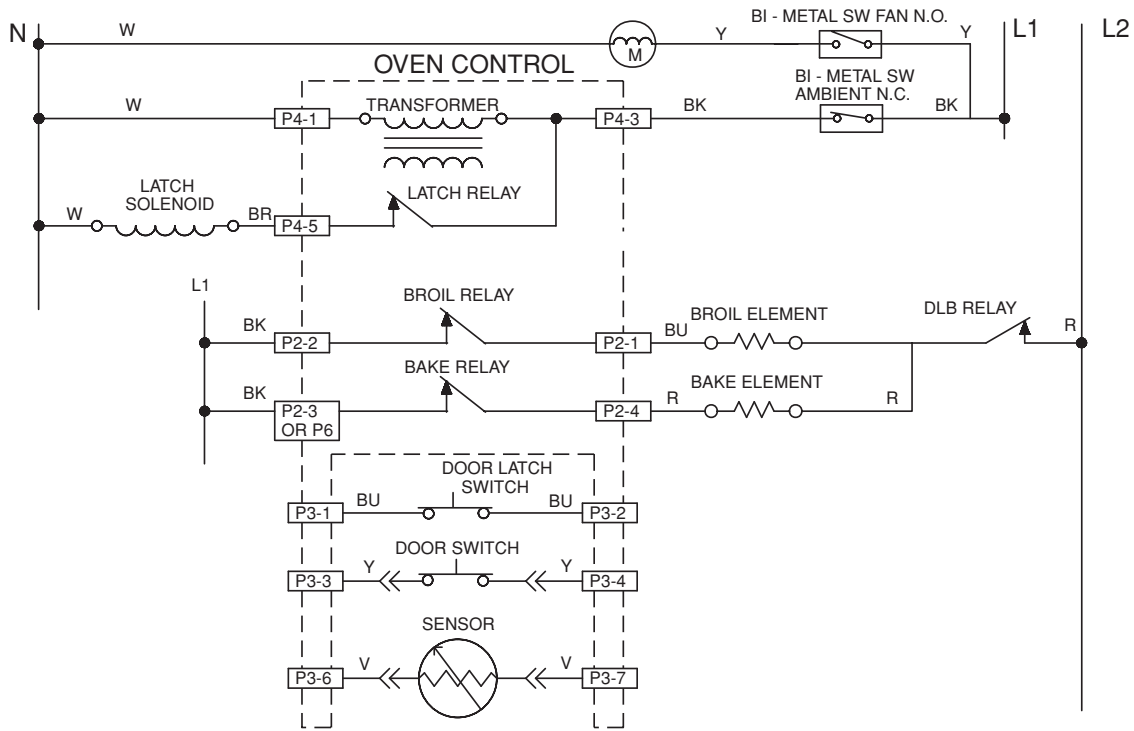 N
W
BI - METAL SW FAN N.O.
Y
Y
L1
L2
M
OVEN CONTROL
BI - METAL SW
AMBIENT N.C.
W
P4-1
TRANSFORMER
P4-3
BK
BK
LATCH
SOLENOID
LATCH RELAY
W
BR
P4-5
L1
BROIL RELAY
BROIL ELEMENT
DLB RELAY
BK
P2-2
P2-1
BU
R
BAKE RELAY
BAKE ELEMENT
BK
P2-3
OR P6
P2-4
R
R
DOOR LATCH
SWITCH
P3-1
BU
BU
P3-2
DOOR SWITCH
P3-3
Y
Y
P3-4
SENSOR
P3-6
V
V
P3-7